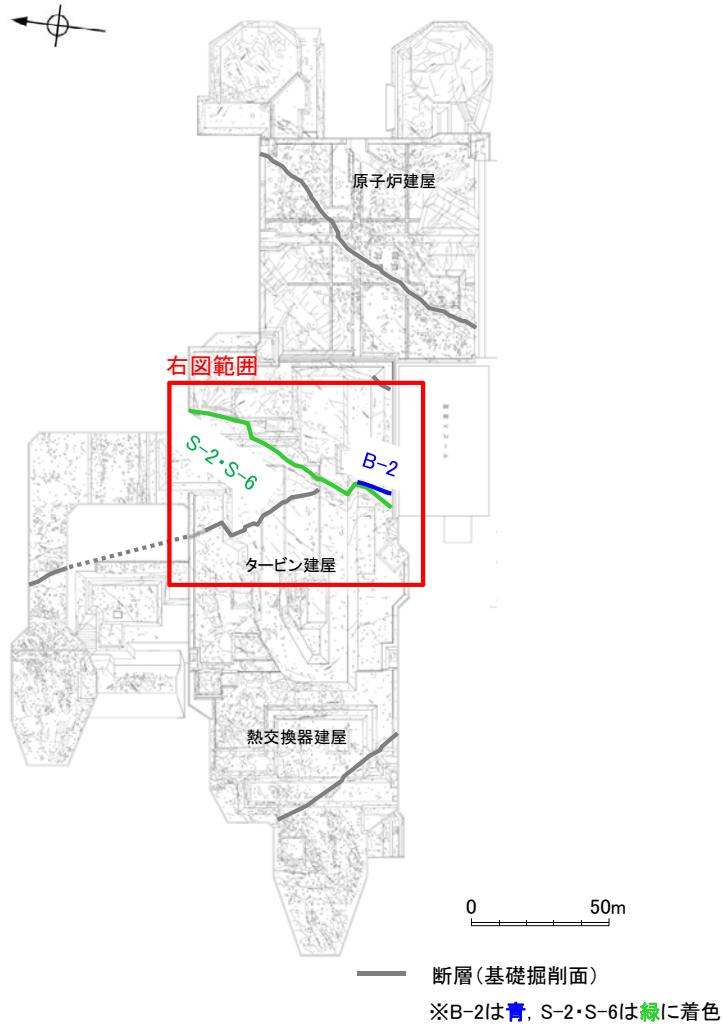 原子炉建屋
右図範囲
S-2・S-6
B-2
タービン建屋
熱交換器建屋
0 50m
断層(基礎掘削面)
※B-2は青, S-2・S-6は緑に着色